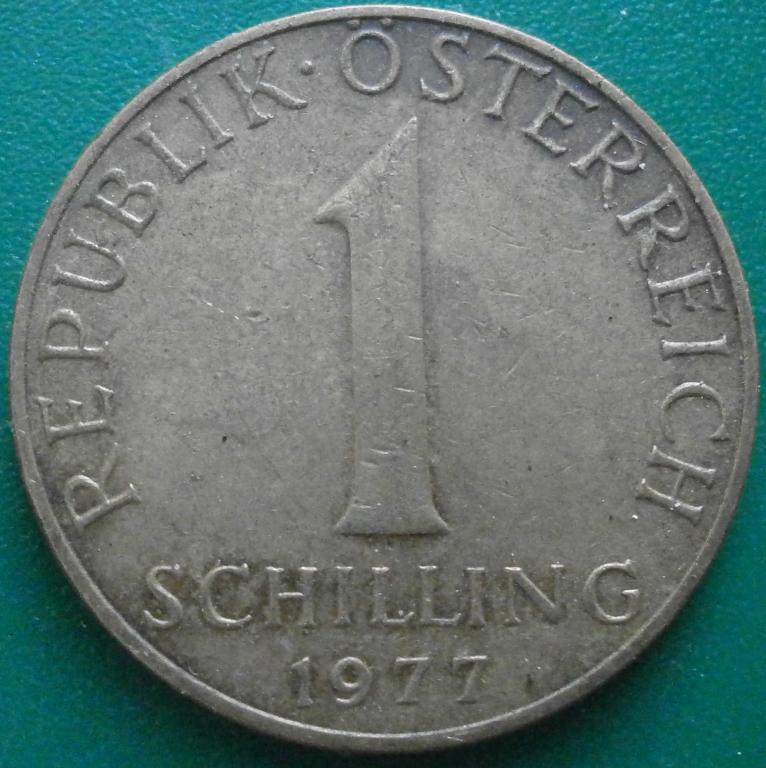 REPUBLIK · ÖSTERREICH
1
SCHILLING
1977